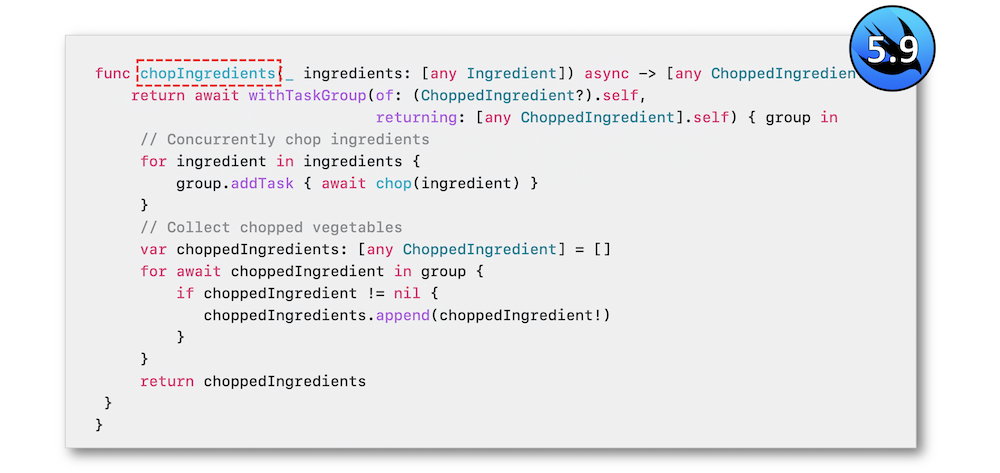 5.9
func chopIngredients(_ ingredients: [any Ingredient]) async -> [any ChoppedIngredien
return await withTaskGroup(of: (ChoppedIngredient?).self,
returning: [any ChoppedIngredient].self) { group in
// Concurrently chop ingredients
for ingredient in ingredients {
group.addTask { await chop(ingredient) }
}
// Collect chopped vegetables
var choppedIngredients: [any ChoppedIngredient] = []
for await choppedIngredient in group {
if choppedIngredient != nil {
choppedIngredients.append(choppedIngredient!)
}
}
return choppedIngredients
}
}